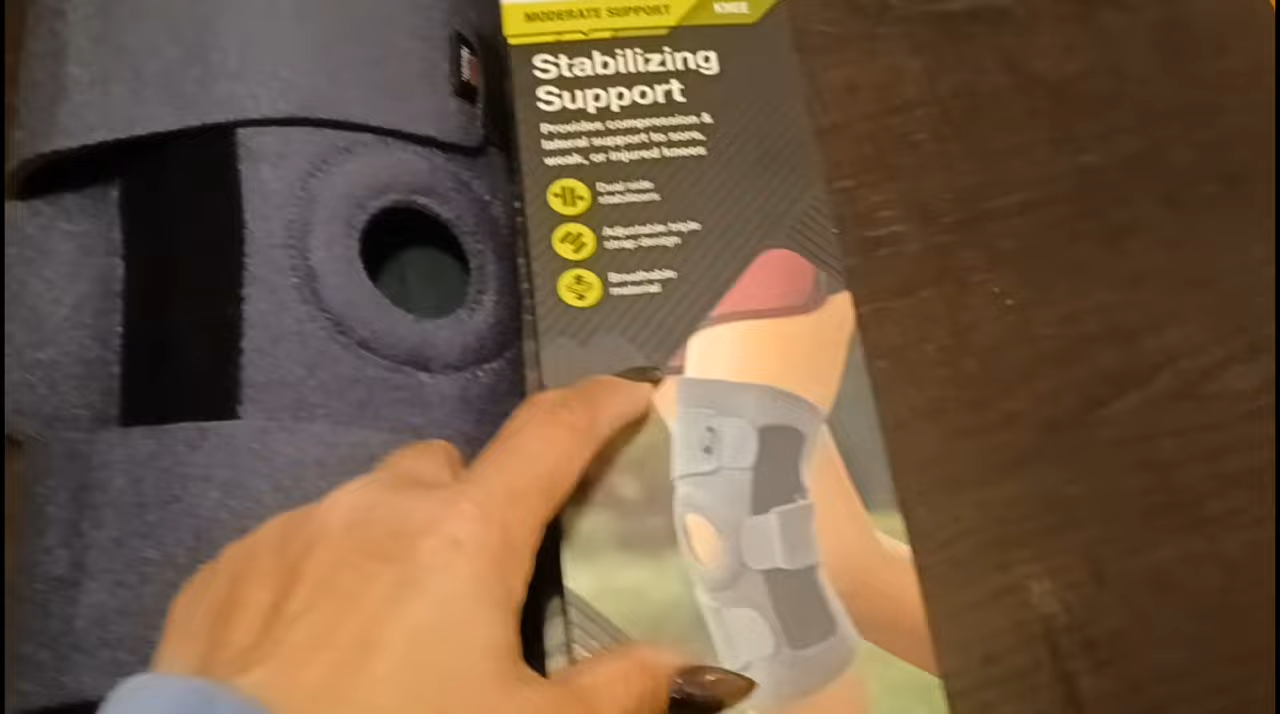 MODERATE SUPPORT
KNEE
Stabilizing
Support
Provides compression &
lateral support to sore,
weak, or injured knees
Dual side
stabilizers
Adjustable triple
strap design
Breathable
material